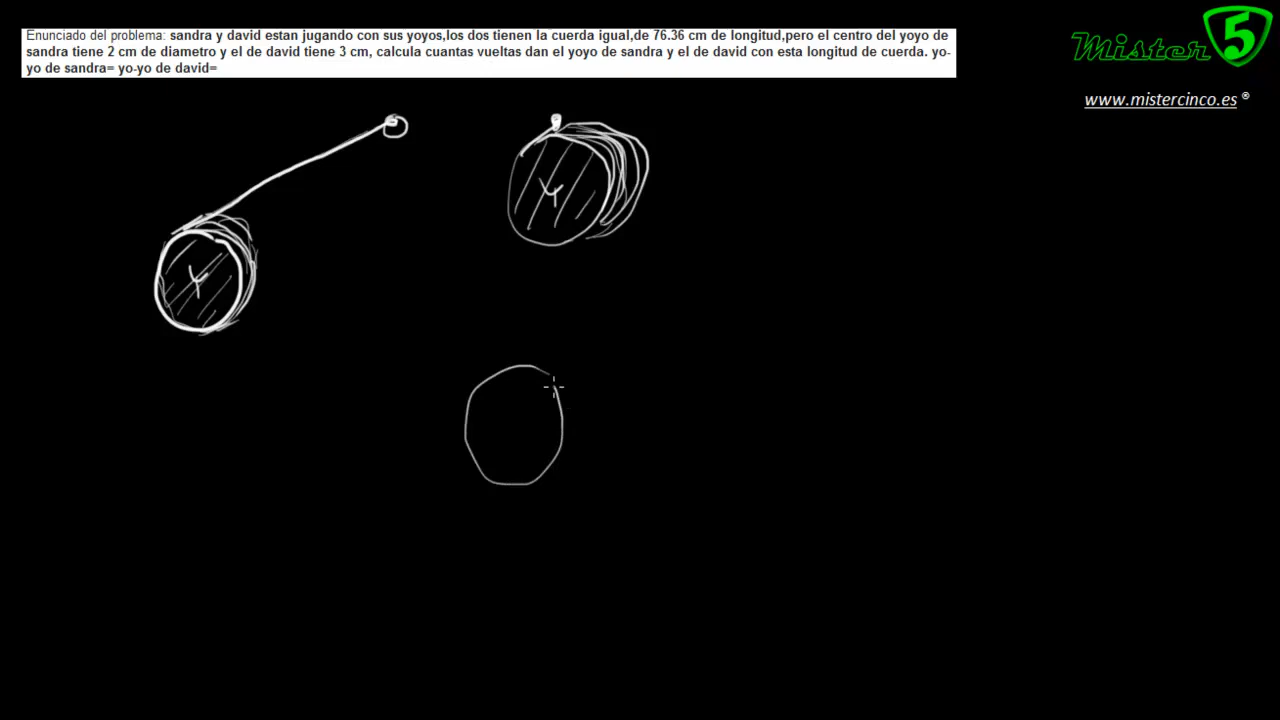 Enunciado del problema: sandra y david estan jugando con sus yoyos,los dos tienen la cuerda igual,de 76.36 cm de longitud,pero el centro del yoyo de
sandra tiene 2 cm de diametro y el de david tiene 3 cm, calcula cuantas vueltas dan el yoyo de sandra y el de david con esta longitud de cuerda. yo-
yo de sandra= yo-yo de david=
Mister 5
www.mistercinco.es ®
Y
Y